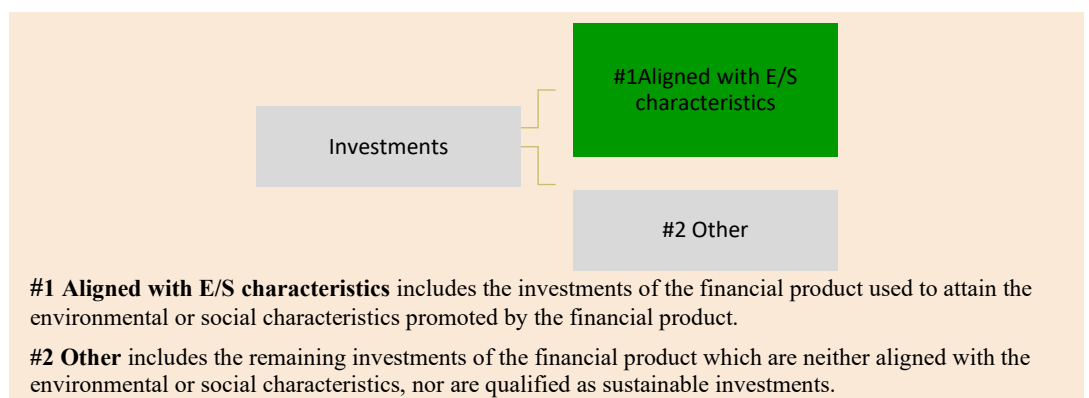 #1Aligned with E/S
characteristics
Investments
#2 Other
#1 Aligned with E/S characteristics includes the investments of the financial product used to attain the
environmental or social characteristics promoted by the financial product.
#2 Other includes the remaining investments of the financial product which are neither aligned with the
environmental or social characteristics, nor are qualified as sustainable investments.